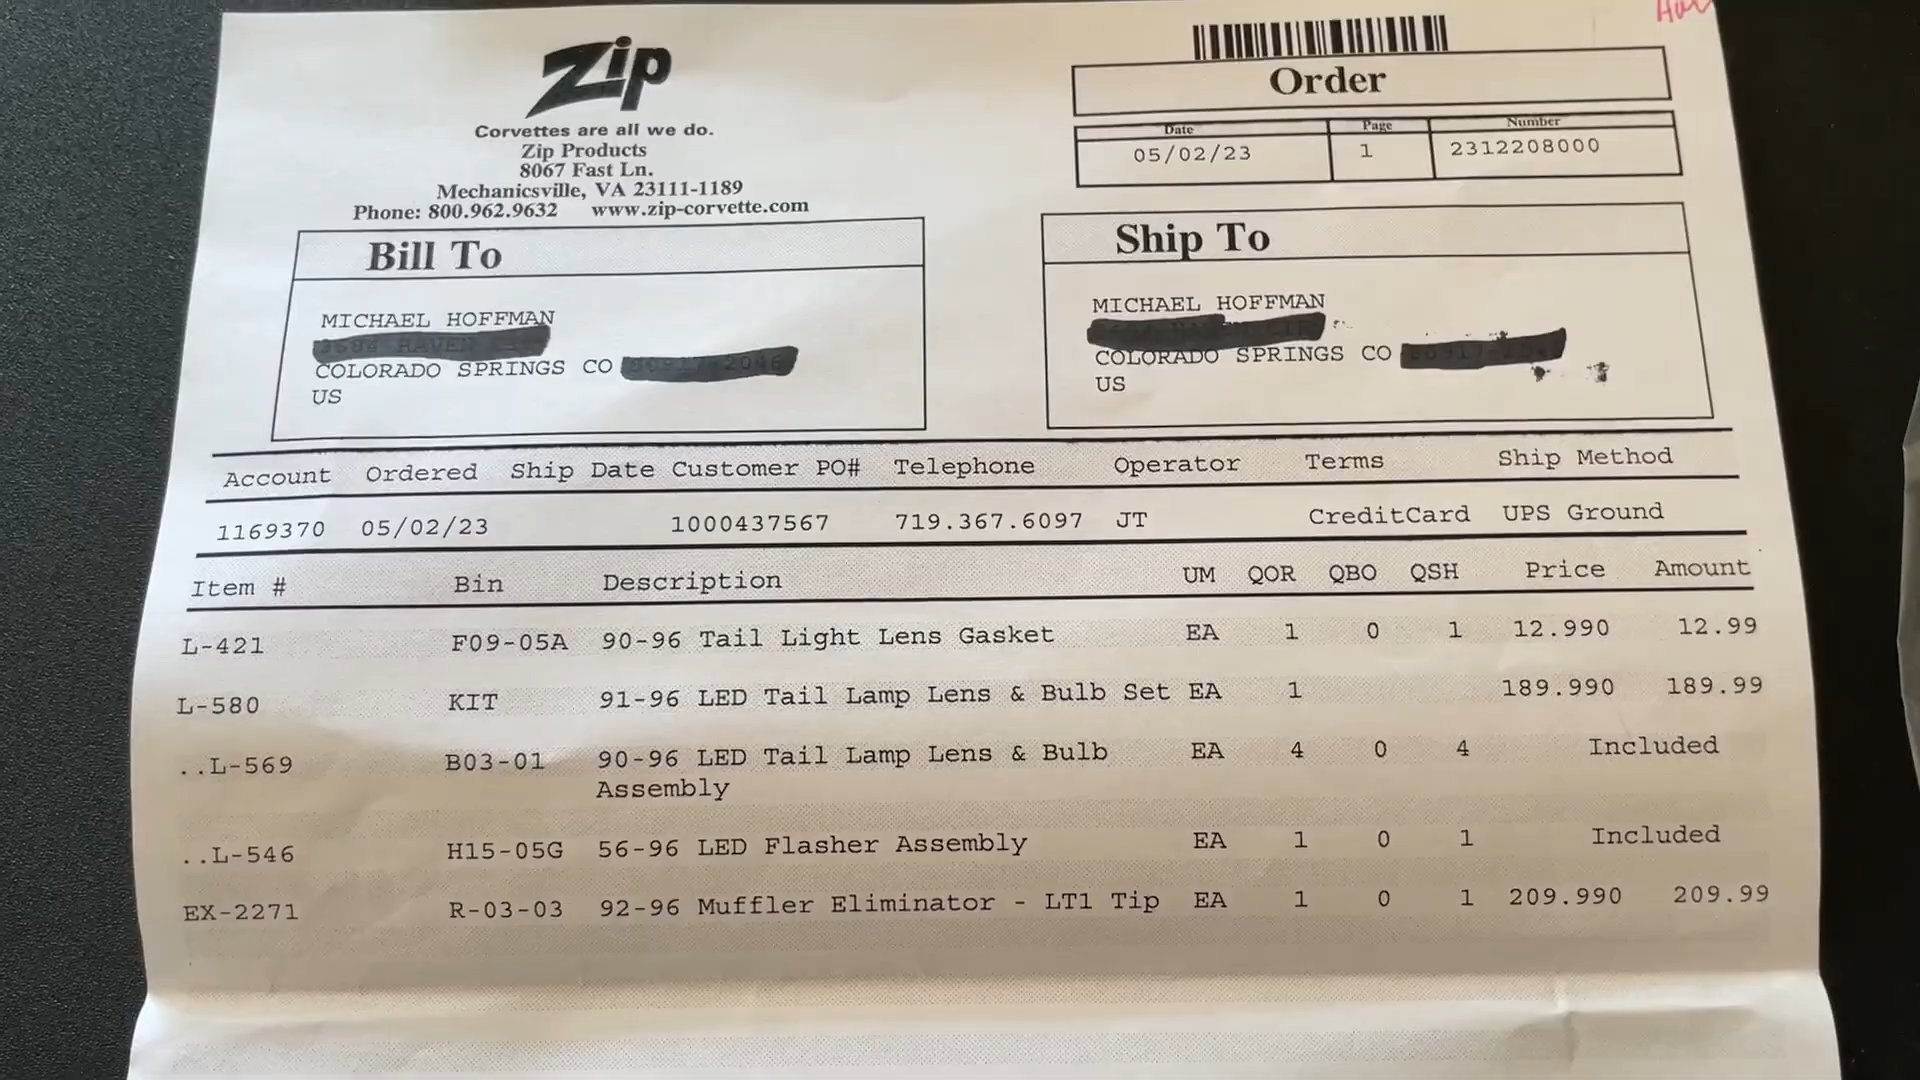 Zip
Corvettes are all we do.
Zip Products
8067 Fast Ln.
Mechanicsville, VA 23111-1189
Phone: 800.962.9632 www.zip-corvette.com
Order
Date Page Number
05/02/23 1 2312208000
Bill To
MICHAEL HOFFMAN
COLORADO SPRINGS CO
US
Ship To
MICHAEL HOFFMAN
COLORADO SPRINGS CO
US
Account Ordered Ship Date Customer PO# Telephone Operator Terms Ship Method
1169370 05/02/23 1000437567 719.367.6097 JT CreditCard UPS Ground
Item # Bin Description UM QOR QBO QSH Price Amount
L-421 F09-05A 90-96 Tail Light Lens Gasket EA 1 0 1 12.990 12.99
L-580 KIT 91-96 LED Tail Lamp Lens & Bulb Set EA 1 189.990 189.99
..L-569 B03-01 90-96 LED Tail Lamp Lens & Bulb EA 4 0 4 Included
Assembly
..L-546 H15-05G 56-96 LED Flasher Assembly EA 1 0 1 Included
EX-2271 R-03-03 92-96 Muffler Eliminator - LT1 Tip EA 1 0 1 209.990 209.99